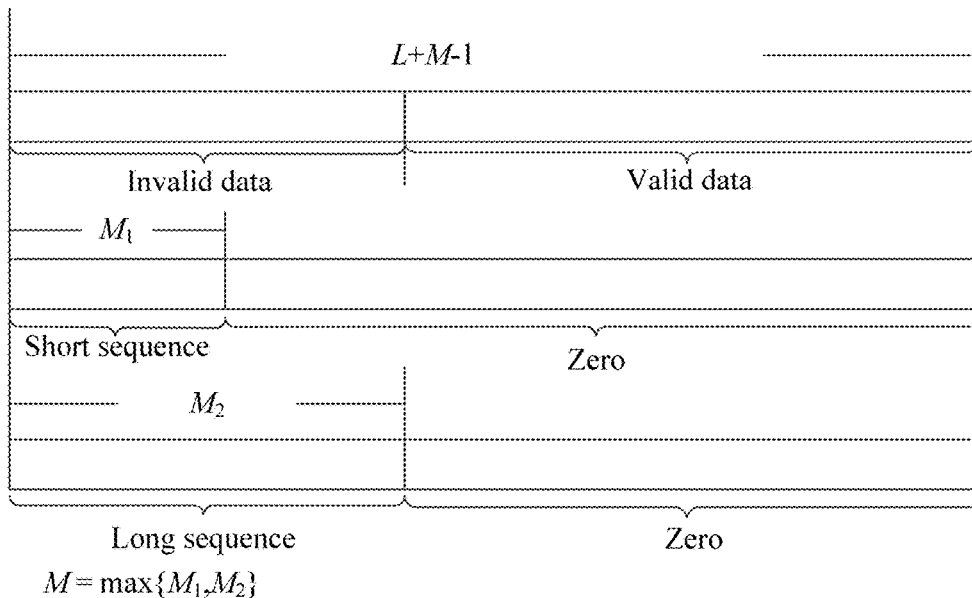 L+M-1
Invalid data
Valid data
M₁
Short sequence
Zero
M₂
Long sequence
Zero
M = max{M₁,M₂}